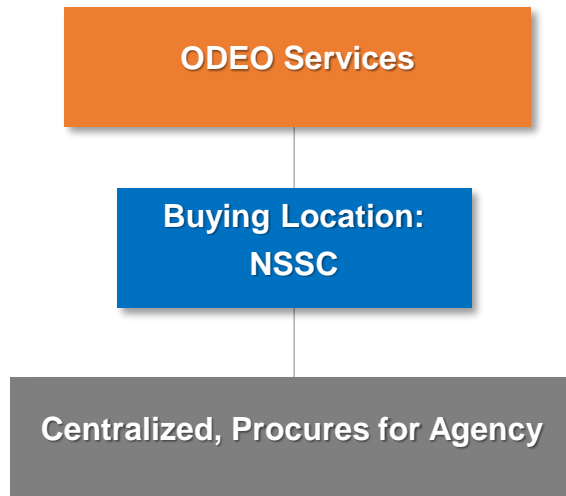 ODEO Services
Buying Location:
NSSC
Centralized, Procures for Agency